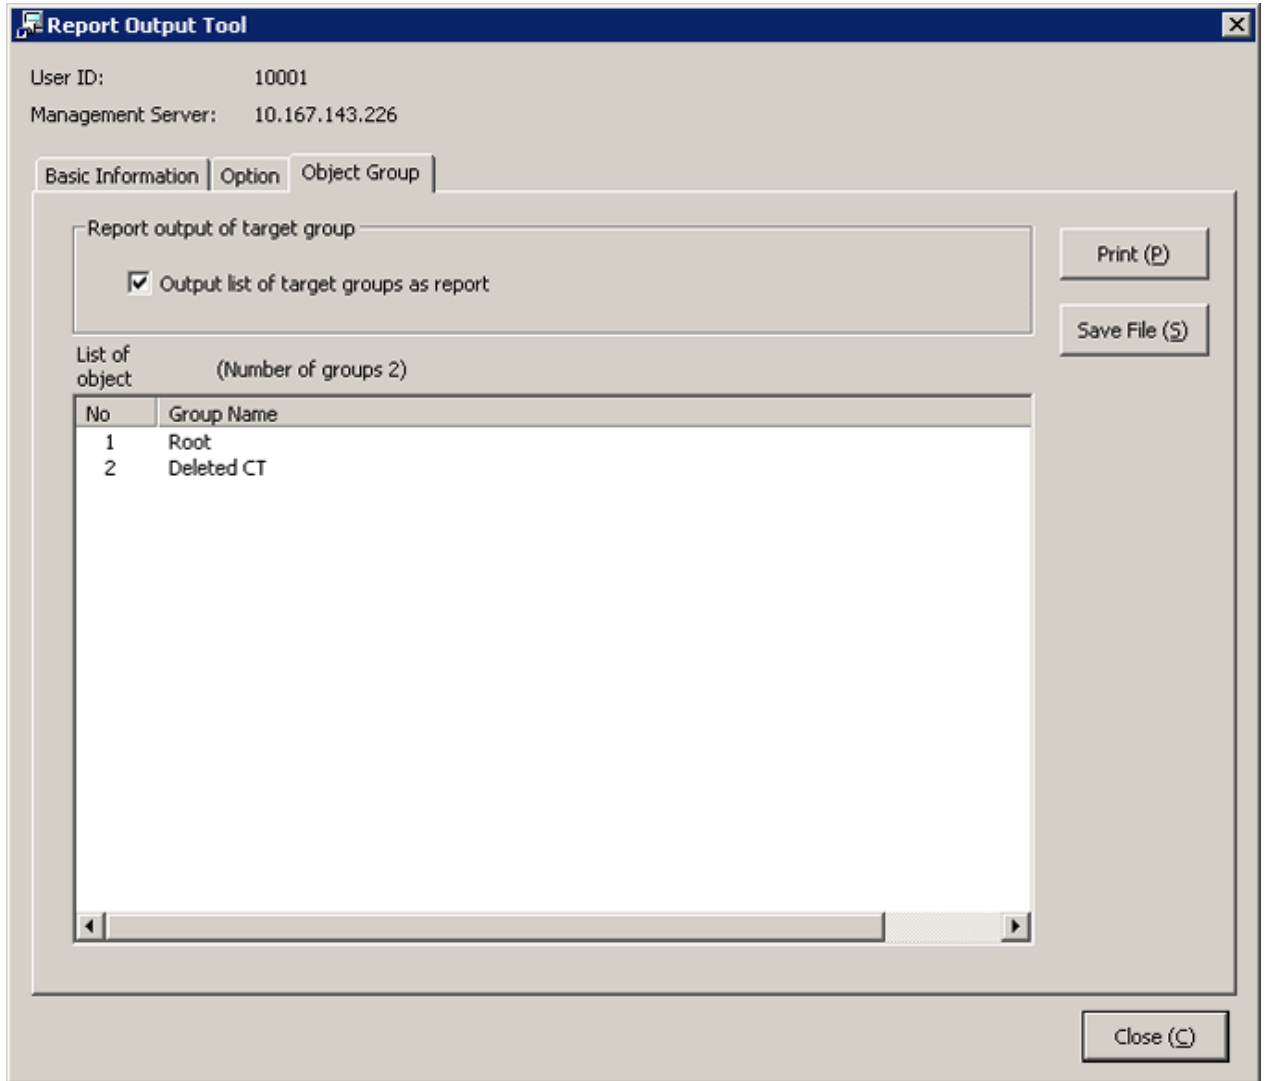 Report Output Tool
User ID: 10001
Management Server: 10.167.143.226
Basic Information Option Object Group
Report output of target group
Output list of target groups as report
Print (P)
Save File (S)
List of
object
(Number of groups 2)
No Group Name
1 Root
2 Deleted CT
Close (C)